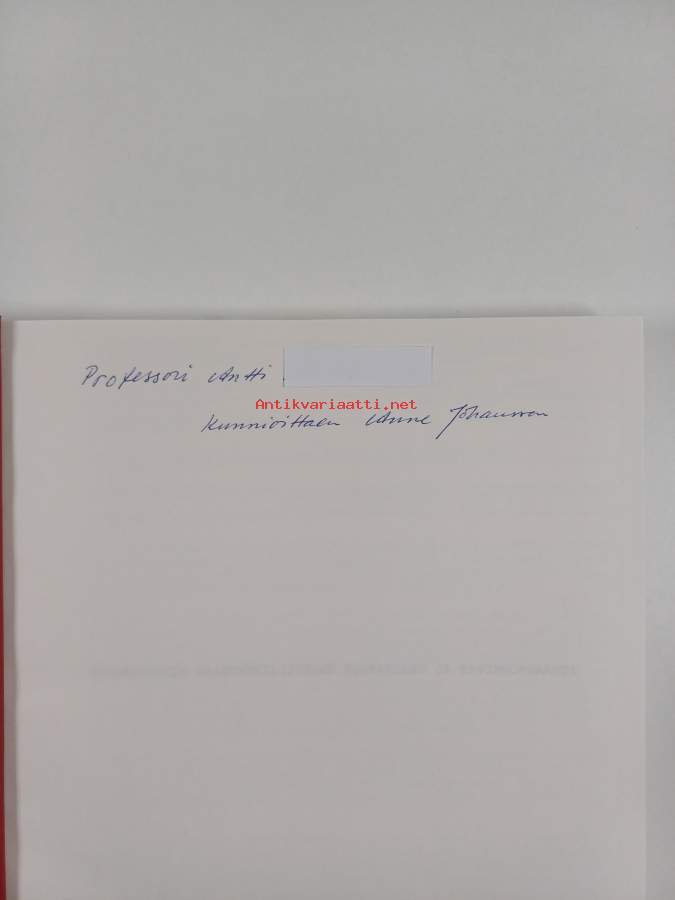 Professori Antti
Antikvariaatti.net
Kunnioittaen Anne Johansson